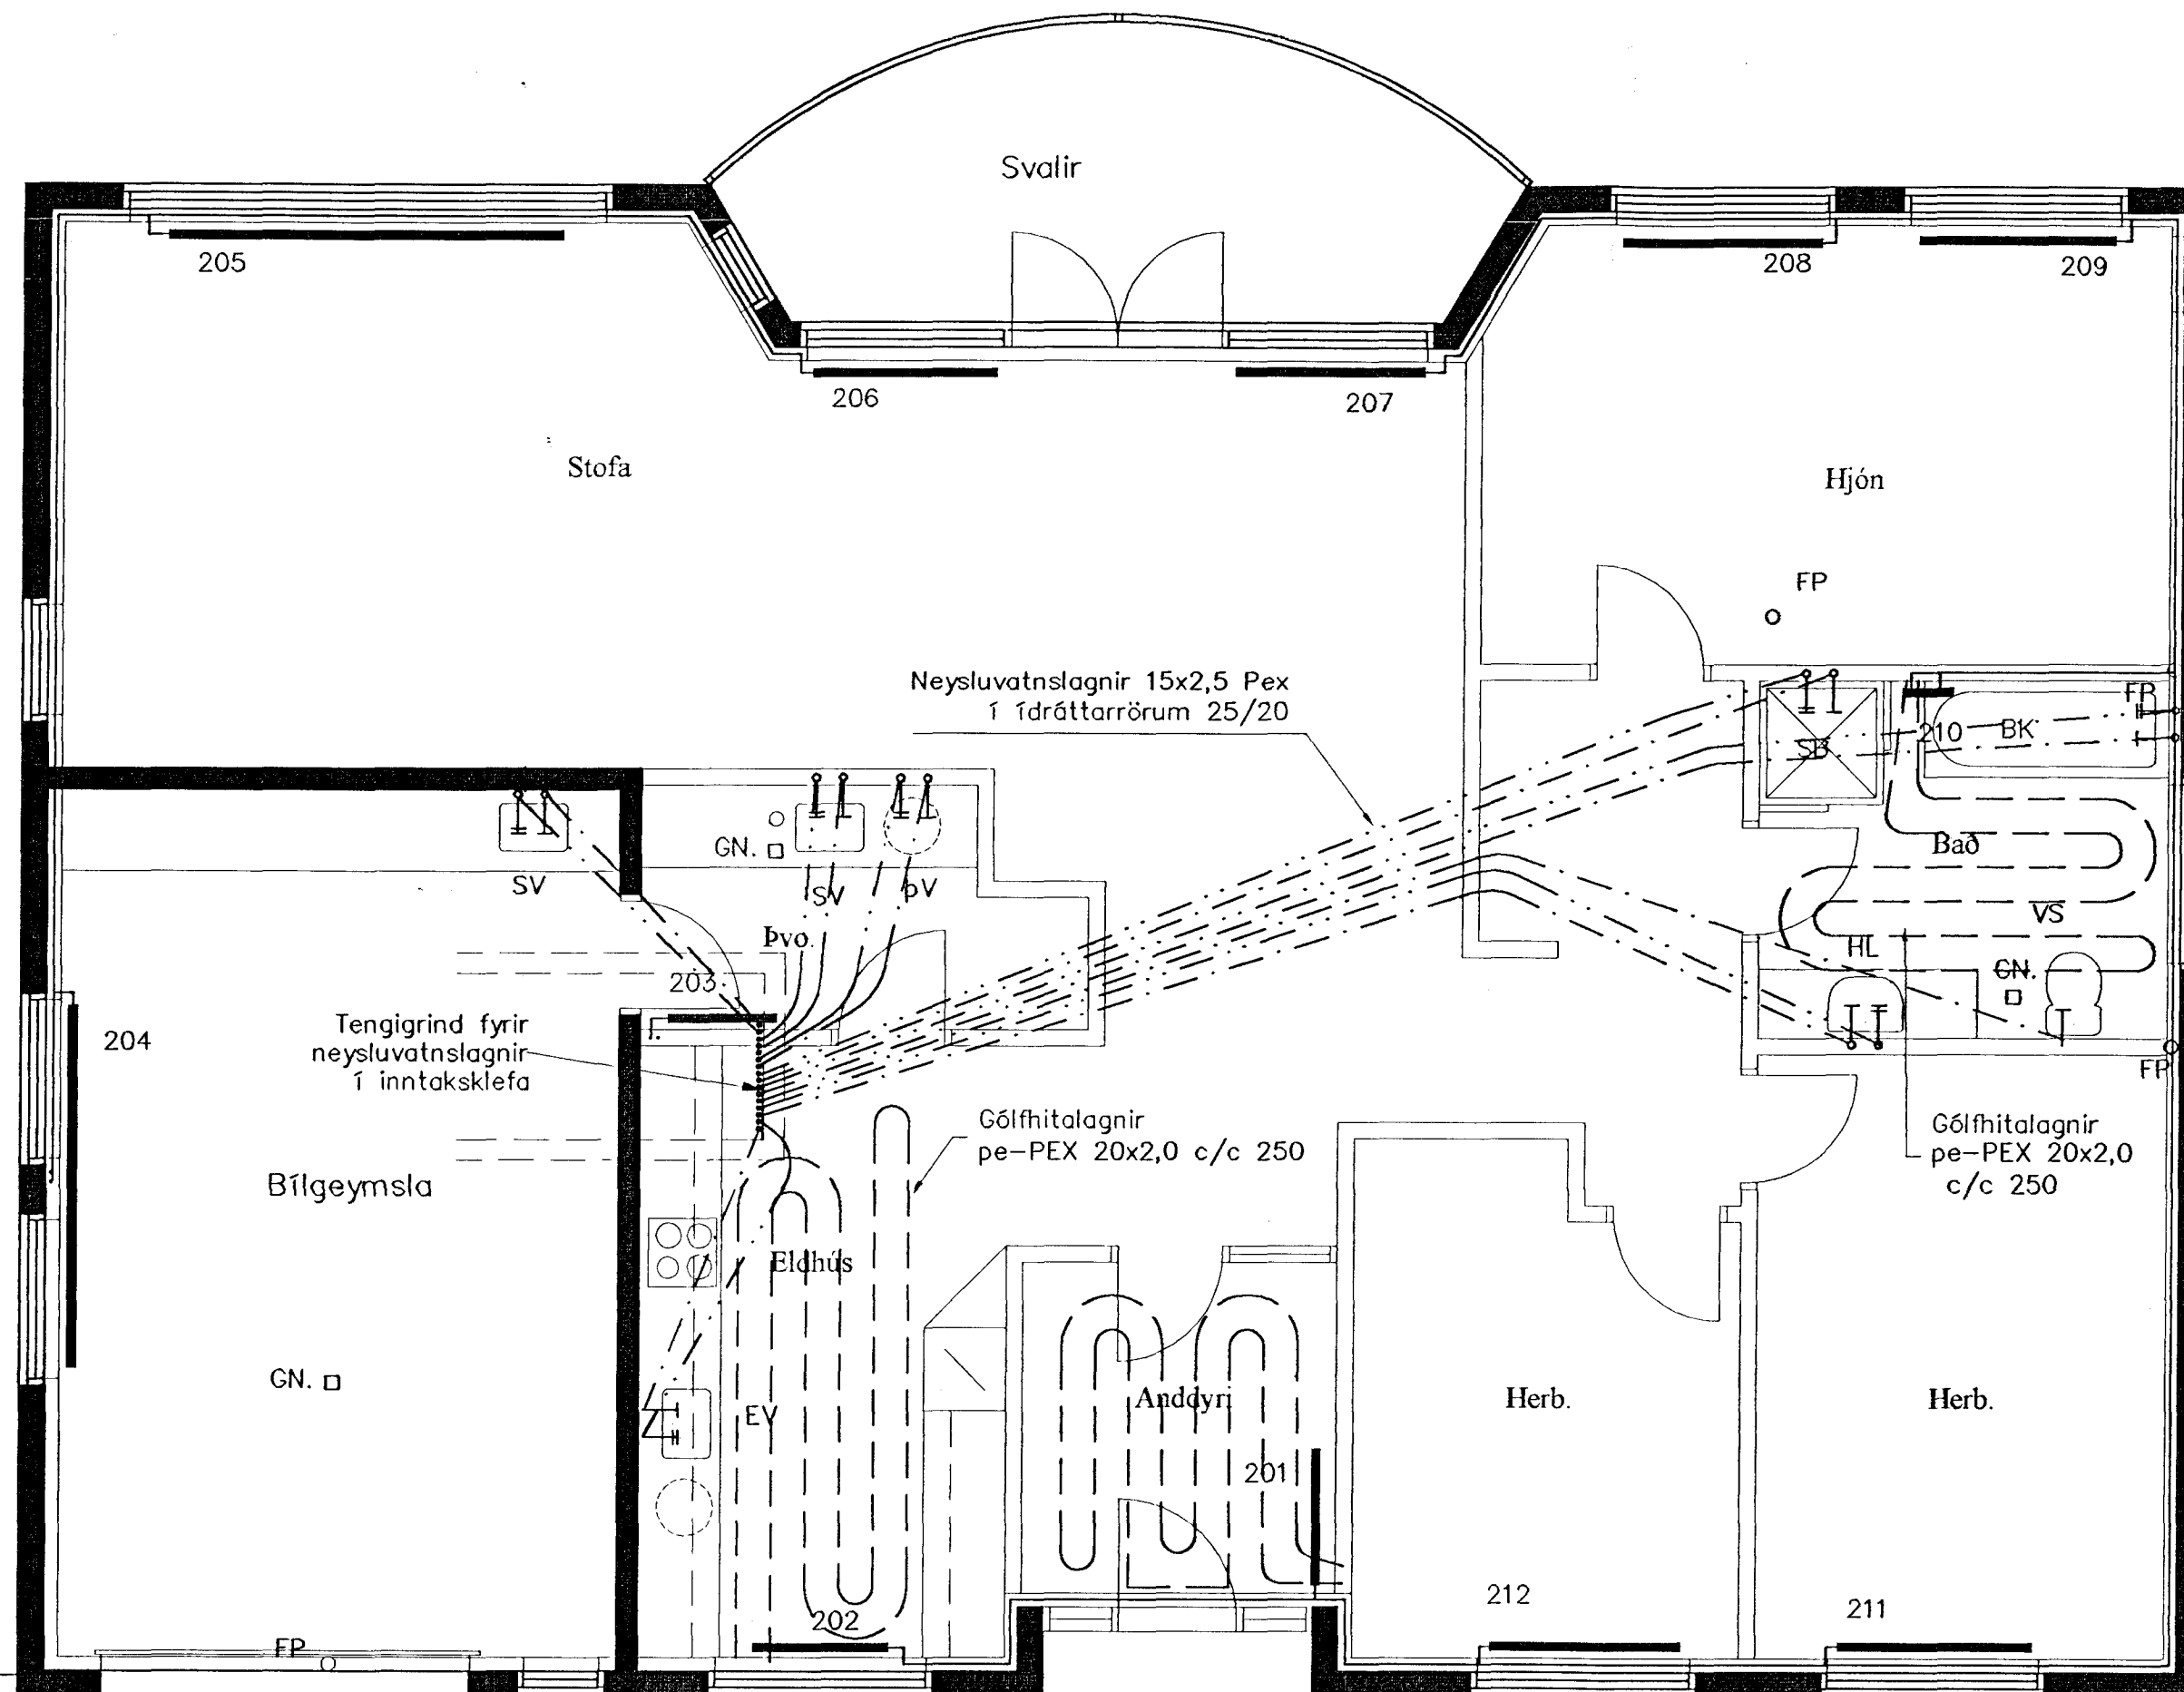 Svalir
205
208
209
206
207
Stofa
Hjón
FP
Neysluvatnslagnir 15x2,5 Pex
í ídráttarrörum 25/20
FP
SB
210
BK
GN.
SV
SV
ÞV
Bað
VS
HL
GN.
Þvo.
203
204
Tengigrind fyrir
neysluvatnslagnir
í inntaksklefa
FP
Gólfhitalagnir
pe-PEX 20x2,0 c/c 250
Gólfhitalagnir
pe-PEX 20x2,0
c/c 250
Bílgeymsla
Eldhús
GN.
EV
Anddyri
Herb.
Herb.
201
212
211
202
FP